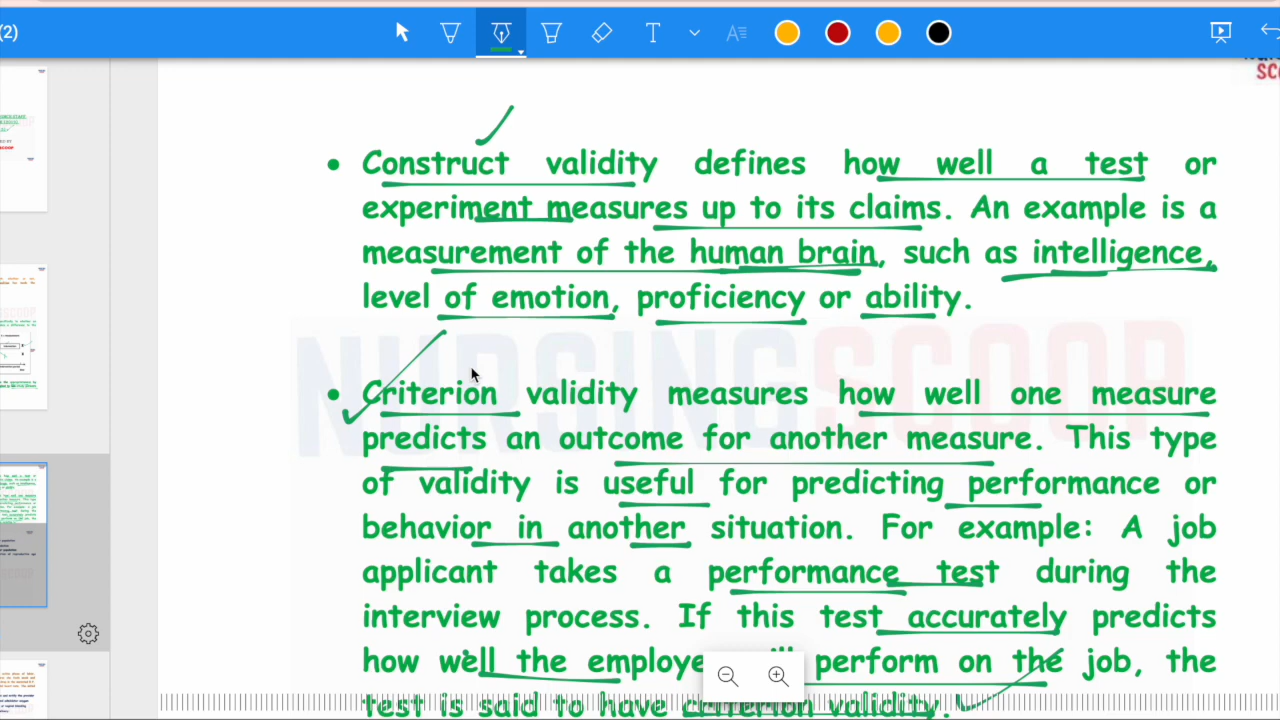 (2)
SCO
• Construct validity defines how well a test or
experiment measures up to its claims. An example is a
measurement of the human brain, such as intelligence,
level of emotion, proficiency or ability.
NURSING SCOOP
• Criterion validity measures how well one measure
predicts an outcome for another measure. This type
of validity is useful for predicting performance or
behavior in another situation. For example: A job
applicant takes a performance test during the
interview process. If this test accurately predicts
how well the employe perform on the job, the
test is said to have criterion validity.